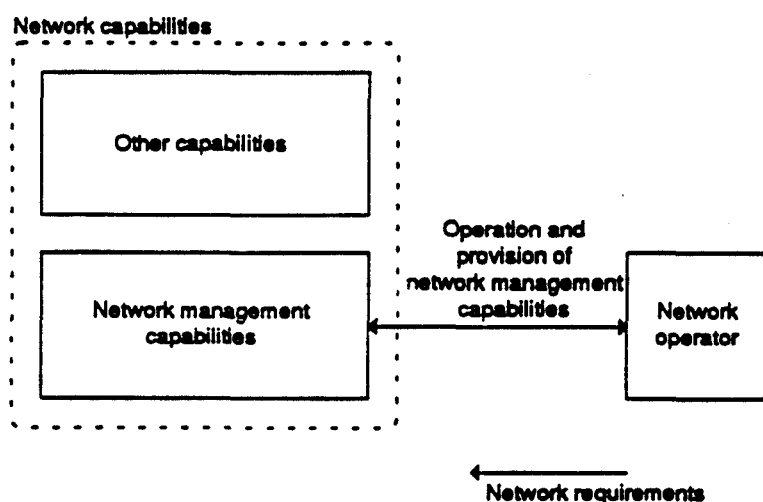 Network capabilities
Other capabilities
Operation and
provision of
network management
capabilities
Network management
capabilities
Network
operator
Network requirements